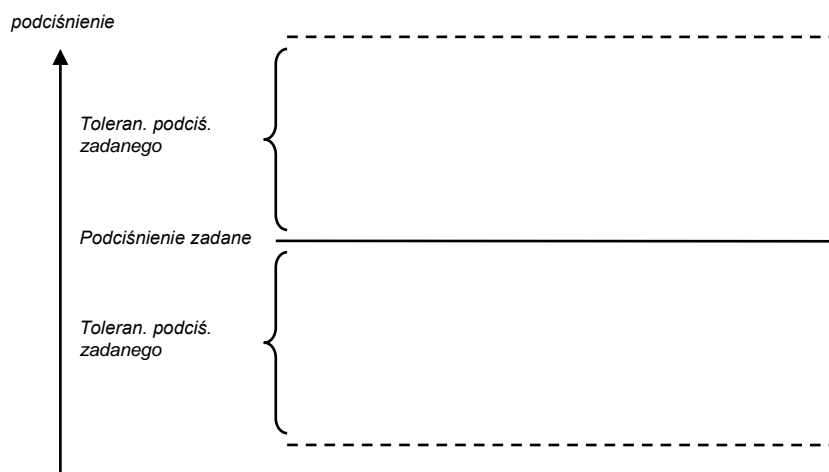 podciśnienie
Toleran. podciś.
zadanego
Podciśnienie zadane
Toleran. podciś.
zadanego